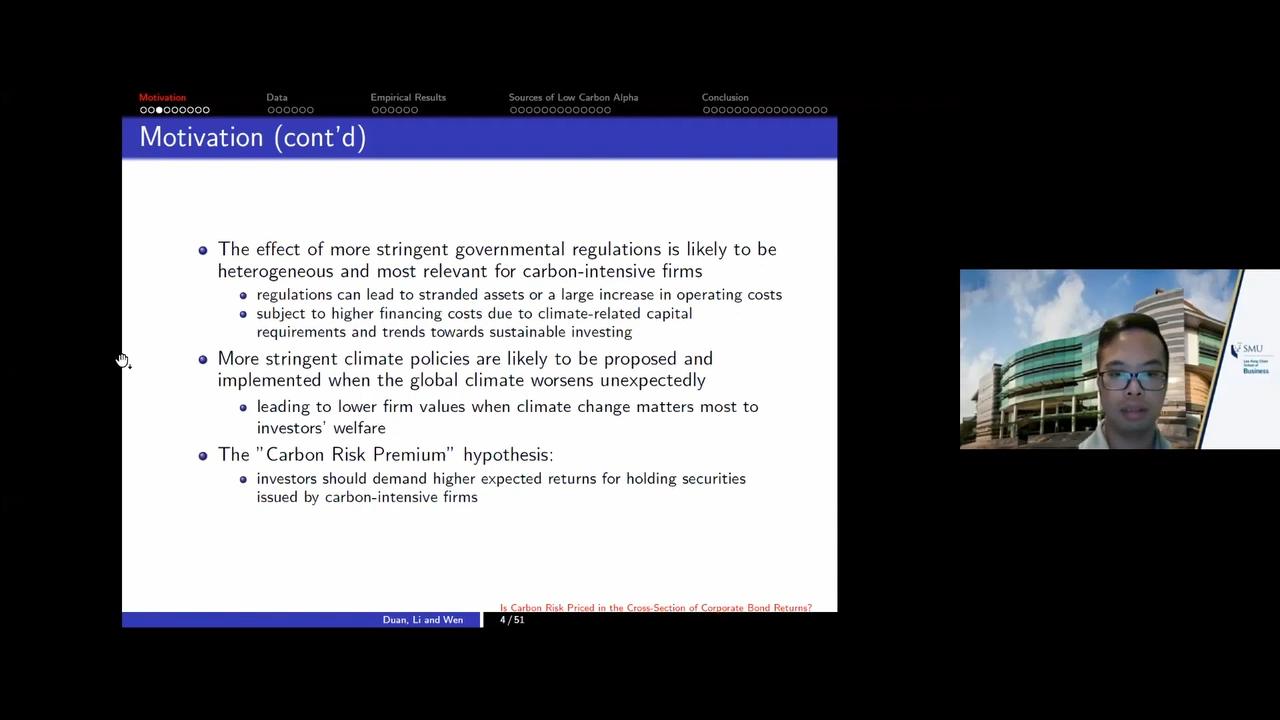 Motivation Data Empirical Results Sources of Low Carbon Alpha Conclusion
Motivation (cont'd)
The effect of more stringent governmental regulations is likely to be
heterogeneous and most relevant for carbon-intensive firms
regulations can lead to stranded assets or a large increase in operating costs
subject to higher financing costs due to climate-related capital
requirements and trends towards sustainable investing
More stringent climate policies are likely to be proposed and
implemented when the global climate worsens unexpectedly
leading to lower firm values when climate change matters most to
investors' welfare
The "Carbon Risk Premium" hypothesis:
investors should demand higher expected returns for holding securities
issued by carbon-intensive firms
Is Carbon Risk Priced in the Cross-Section of Corporate Bond Returns?
Duan, Li and Wen 4/51
SMU
Lee Kong Chian
School of
Business